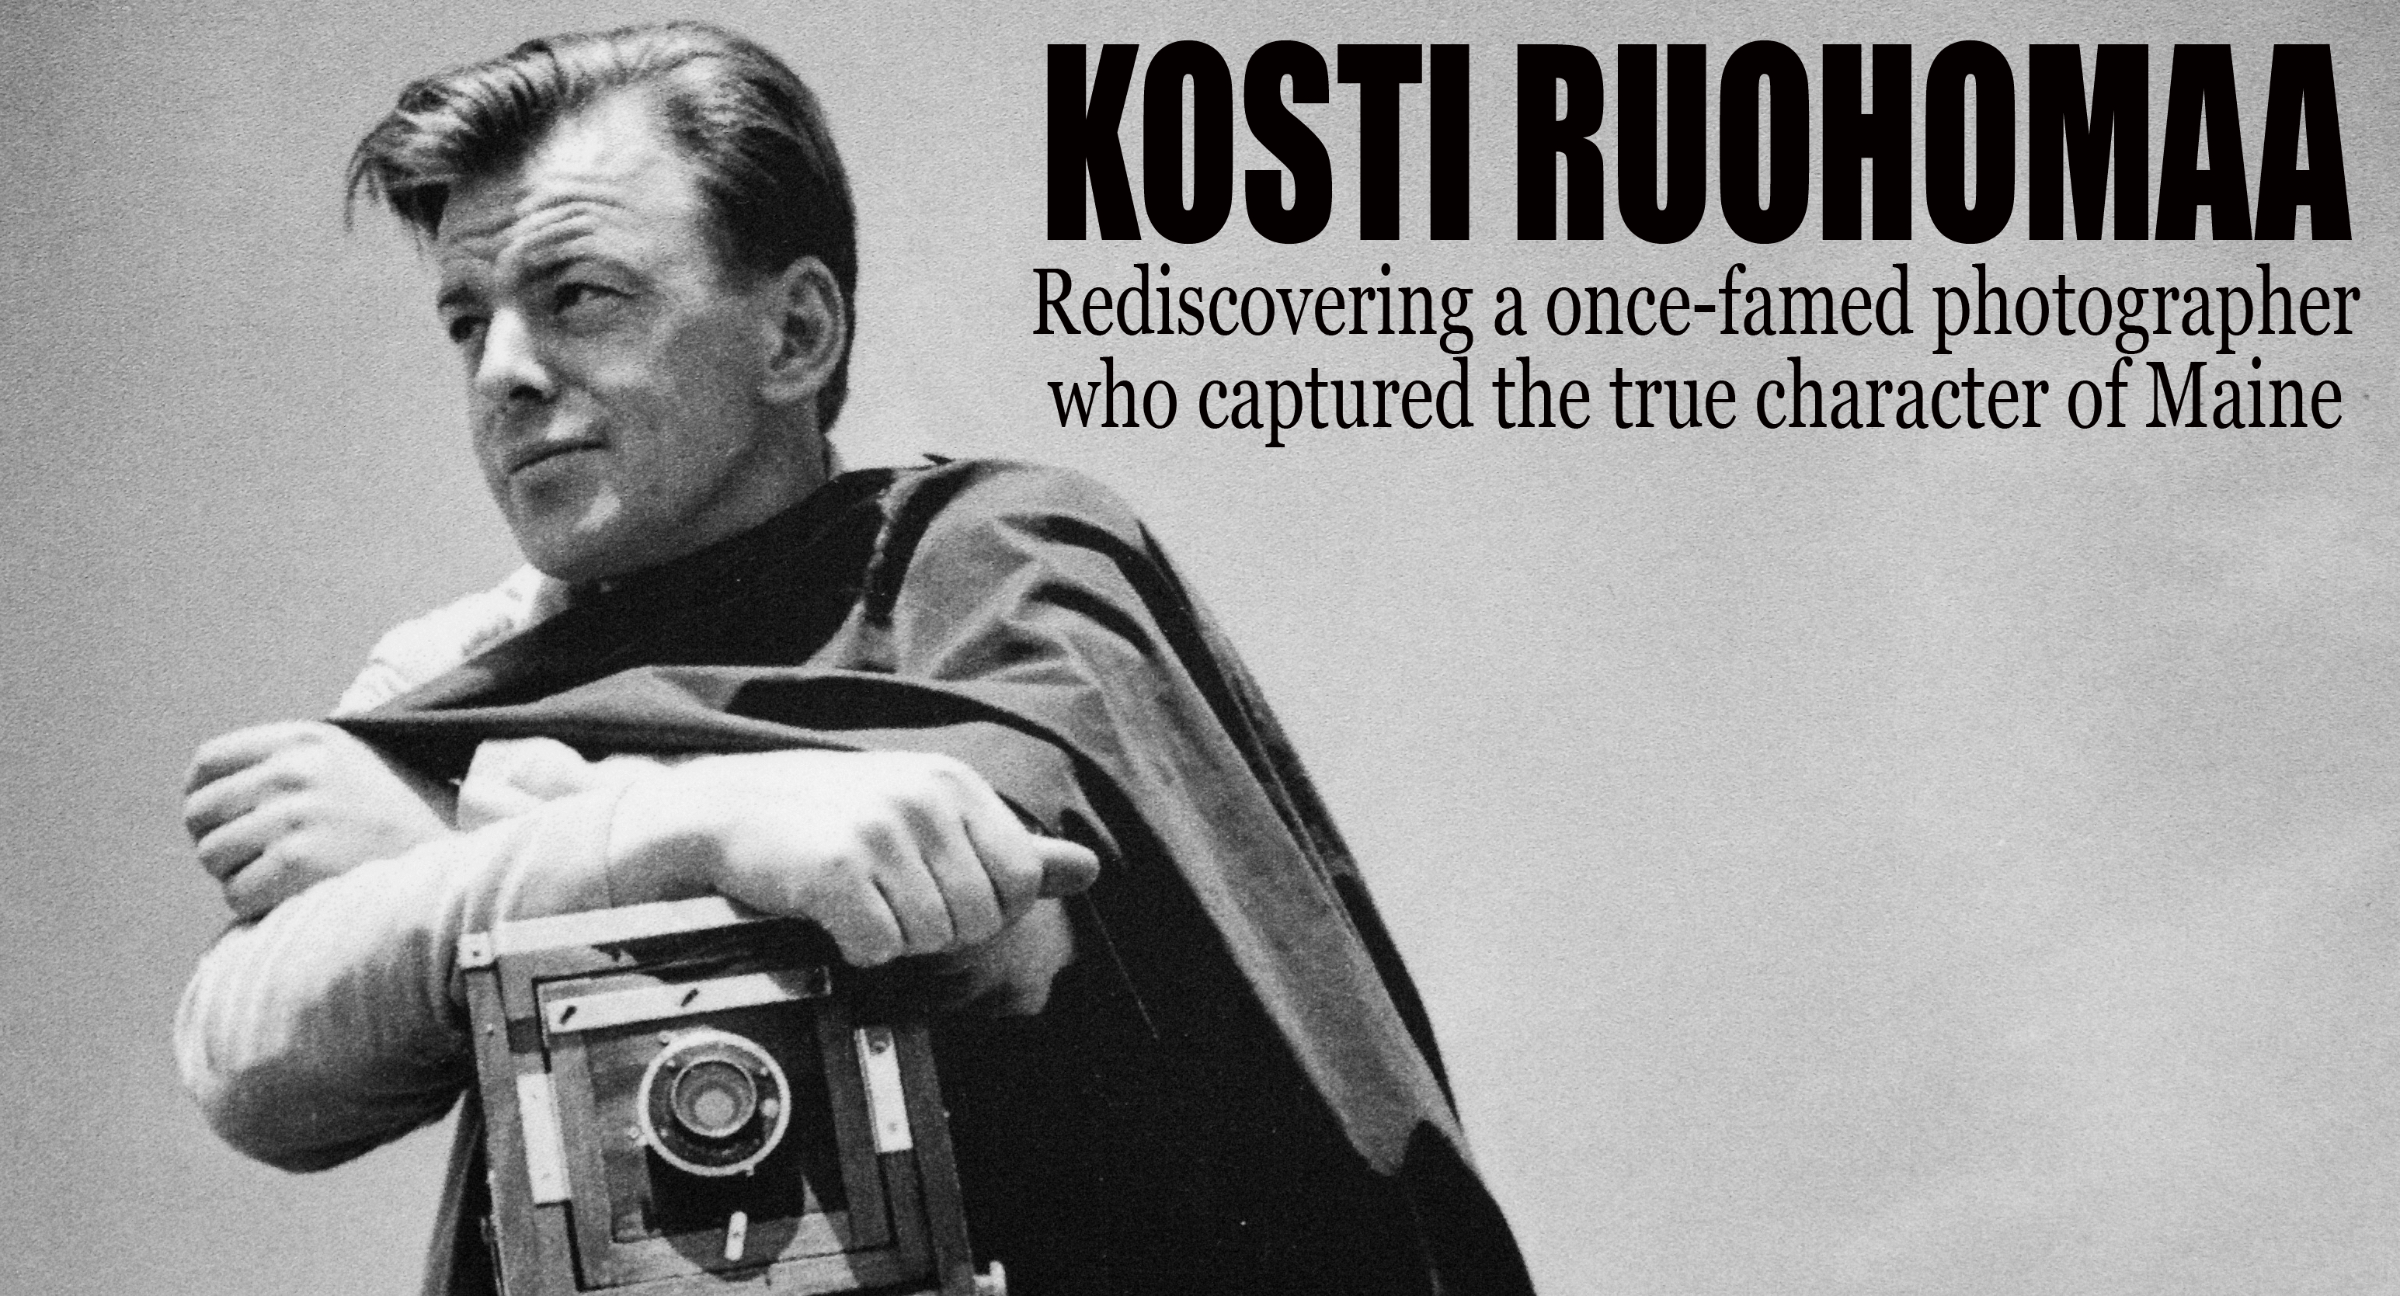 KOSTI RUOHOMAA
Rediscovering a once-famed photographer
who captured the true character of Maine